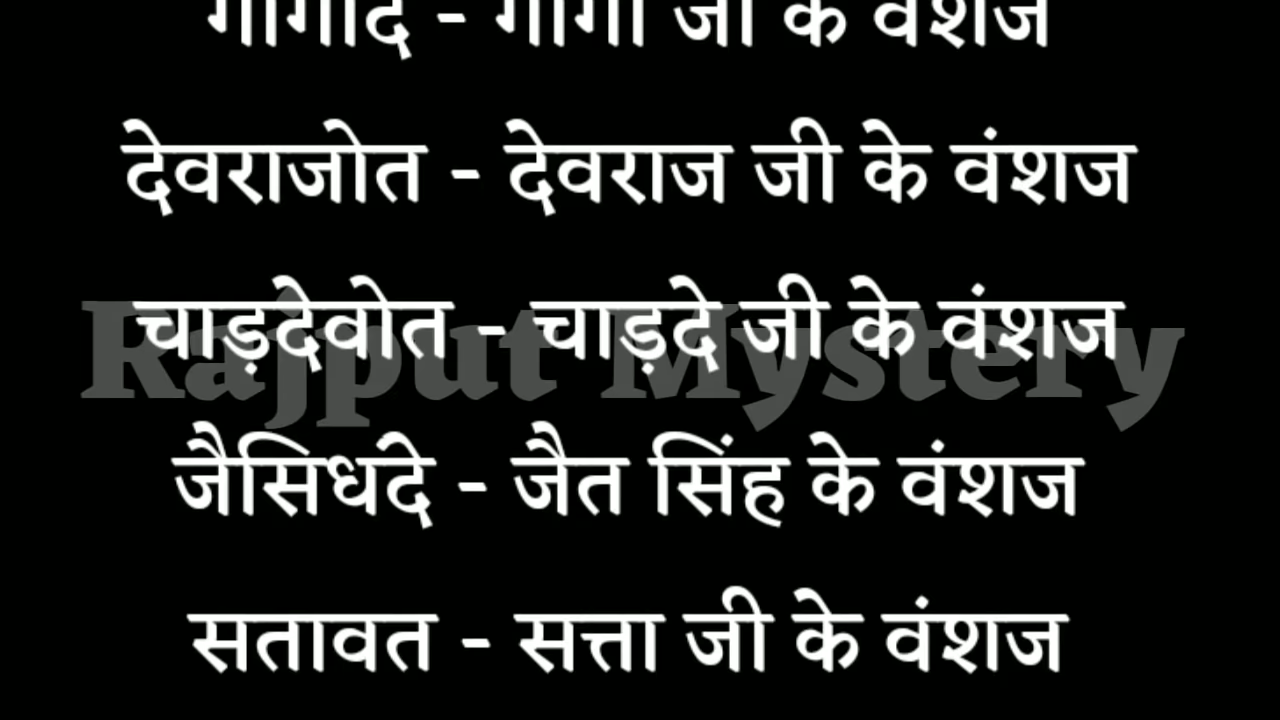 देवराजोत - देवराज जी के वंशज
चाड़देवोत - चाड़दे जी के वंशज
Rajput Mystery
जैसिधदे - जैत सिंह के वंशज
सतावत - सत्ता जी के वंशज